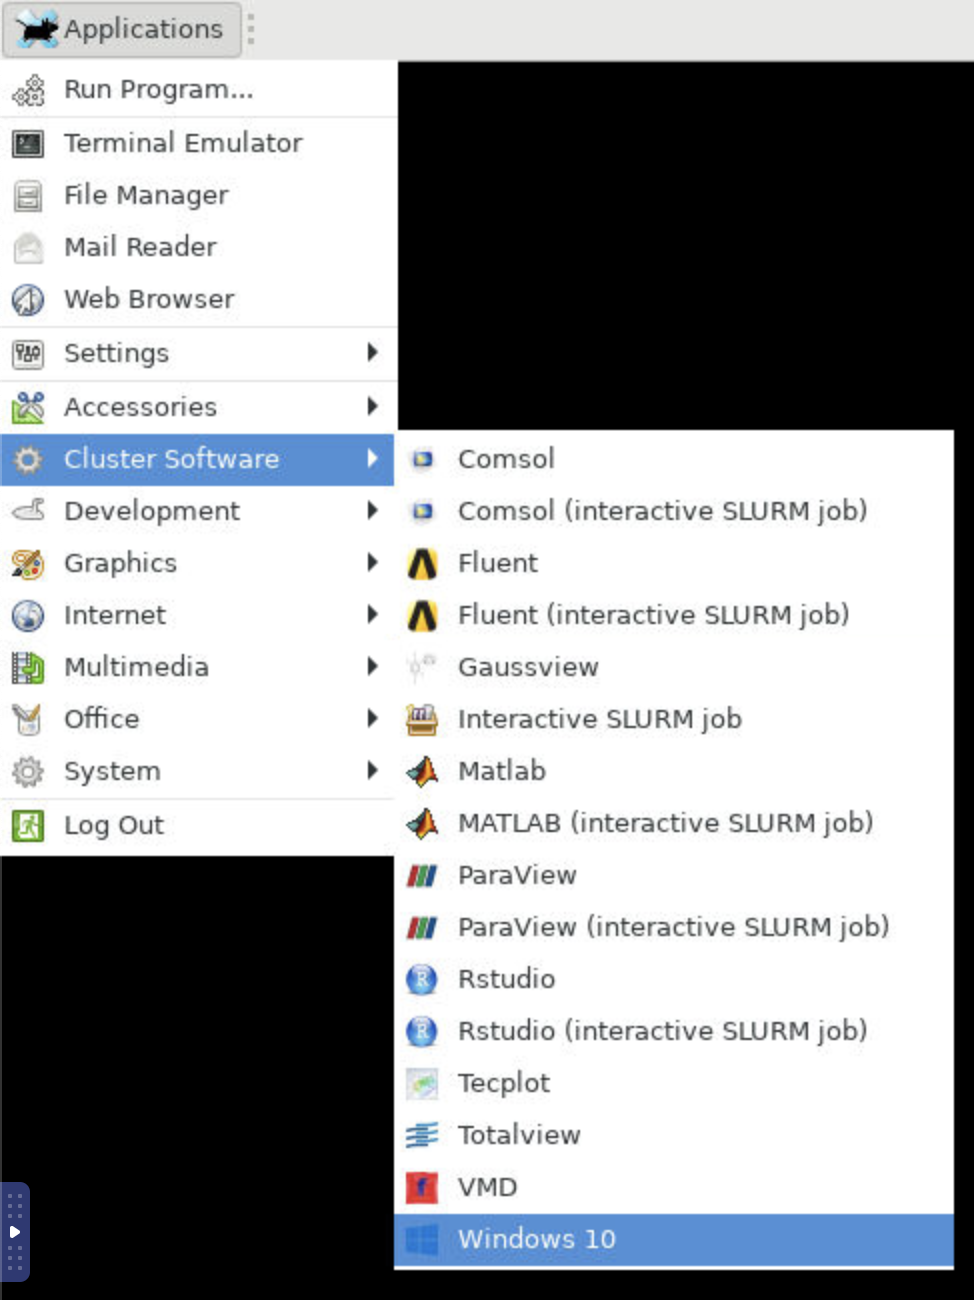 Applications
Run Program...
Terminal Emulator
File Manager
Mail Reader
Web Browser
Settings
Accessories
Cluster Software
Development
Graphics
Internet
Multimedia
Office
System
Log Out
Comsol
Comsol (interactive SLURM job)
Fluent
Fluent (interactive SLURM job)
Gaussview
Interactive SLURM job
Matlab
MATLAB (interactive SLURM job)
ParaView
ParaView (interactive SLURM job)
Rstudio
Rstudio (interactive SLURM job)
Tecplot
Totalview
VMD
Windows 10